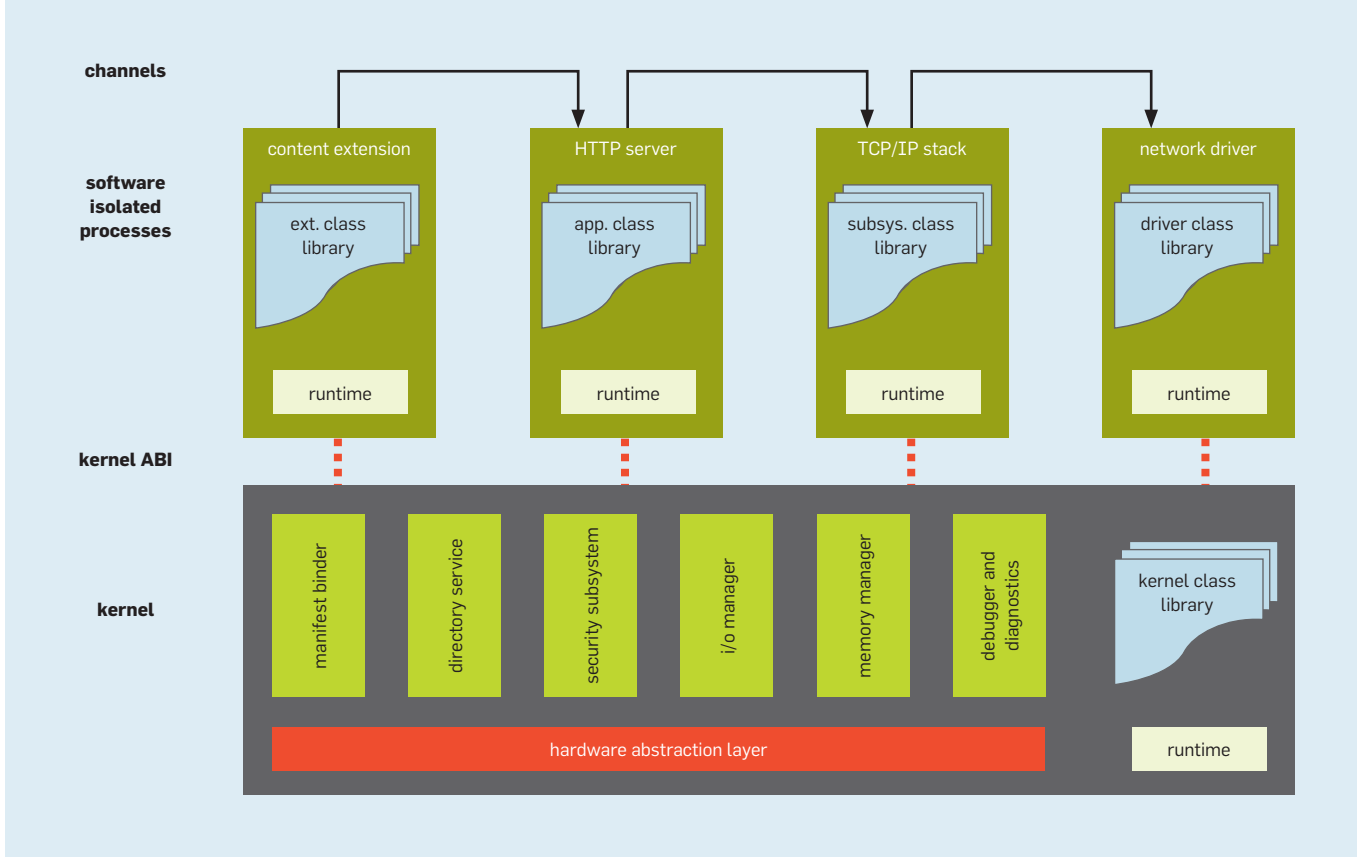 channels
software
isolated
processes
content extension
ext. class
library
runtime
HTTP server
app. class
library
runtime
TCP/IP stack
subsys. class
library
runtime
network driver
driver class
library
runtime
kernel ABI
kernel
manifest binder
directory service
security subsystem
i/o manager
memory manager
debugger and
diagnostics
kernel class
library
hardware abstraction layer
runtime